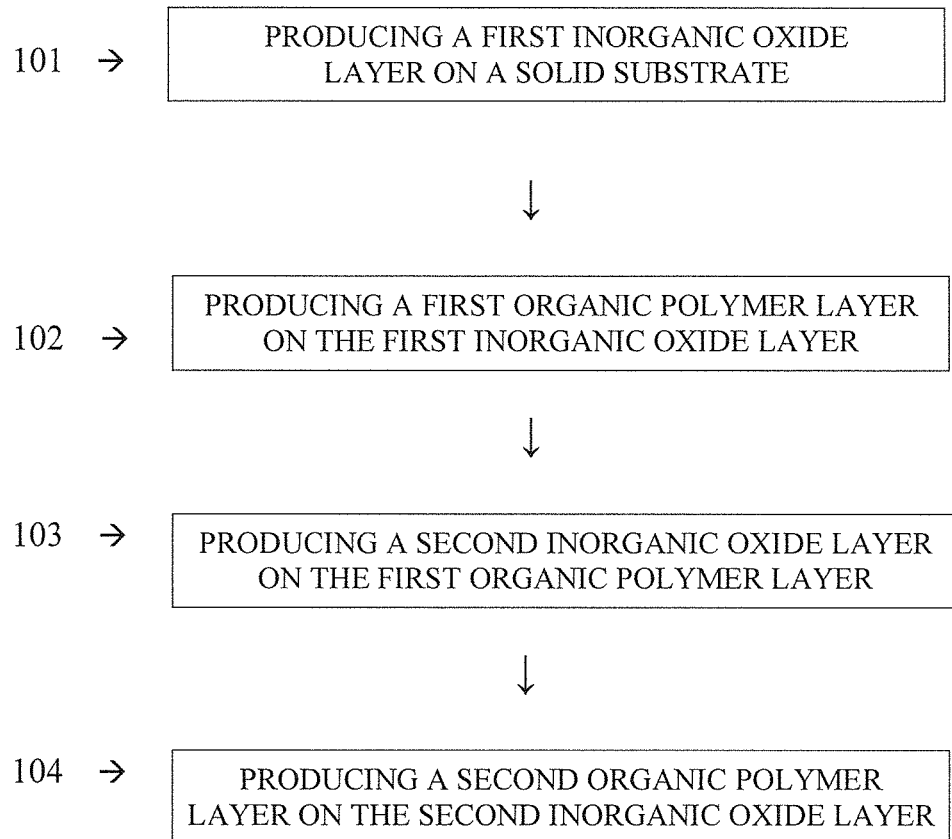 101 → PRODUCING A FIRST INORGANIC OXIDE
LAYER ON A SOLID SUBSTRATE
↓
102 → PRODUCING A FIRST ORGANIC POLYMER LAYER
ON THE FIRST INORGANIC OXIDE LAYER
↓
103 → PRODUCING A SECOND INORGANIC OXIDE LAYER
ON THE FIRST ORGANIC POLYMER LAYER
↓
104 → PRODUCING A SECOND ORGANIC POLYMER
LAYER ON THE SECOND INORGANIC OXIDE LAYER